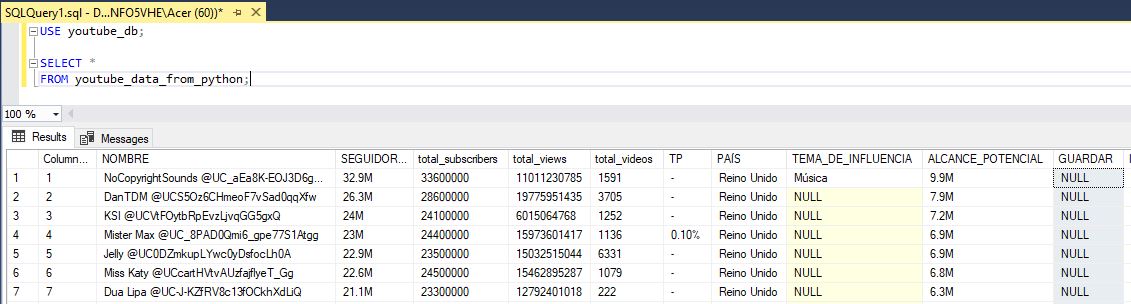 SQLQuery1.sql - D...NFO5VHE\Acer (60))*
USE youtube_db;
SELECT *
FROM youtube_data_from_python;
100 %
Results Messages
Column... NOMBRE SEGUIDOR... total_subscribers total_views total_videos TP PAÍS TEMA_DE_INFLUENCIA ALCANCE_POTENCIAL GUARDAR
1 1 NoCopyrightSounds @UC_aEa8K-EOJ3D6g... 32.9M 33600000 11011230785 1591 - Reino Unido Música 9.9M NULL
2 2 DanTDM @UCS5Oz6CHmeoF7vSad0qqXfw 26.3M 28600000 19775951435 3705 - Reino Unido NULL 7.9M NULL
3 3 KSI @UCVtFOytbRpEvzLjvqGG5gxQ 24M 24100000 6015064768 1252 - Reino Unido NULL 7.2M NULL
4 4 Mister Max @UC_8PAD0Qmi6_gpe77S1Atgg 23M 24400000 15973601417 1136 0.10% Reino Unido NULL 6.9M NULL
5 5 Jelly @UC0DZmkupLYwc0yDsfocLh0A 22.9M 23500000 15032515044 6331 - Reino Unido NULL 6.9M NULL
6 6 Miss Katy @UCcartHVtvAUzfajflyeT_Gg 22.6M 24500000 15462895287 1079 - Reino Unido NULL 6.8M NULL
7 7 Dua Lipa @UC-J-KZfRV8c13fOCkhXdLiQ 21.1M 23300000 12792401018 222 - Reino Unido NULL 6.3M NULL